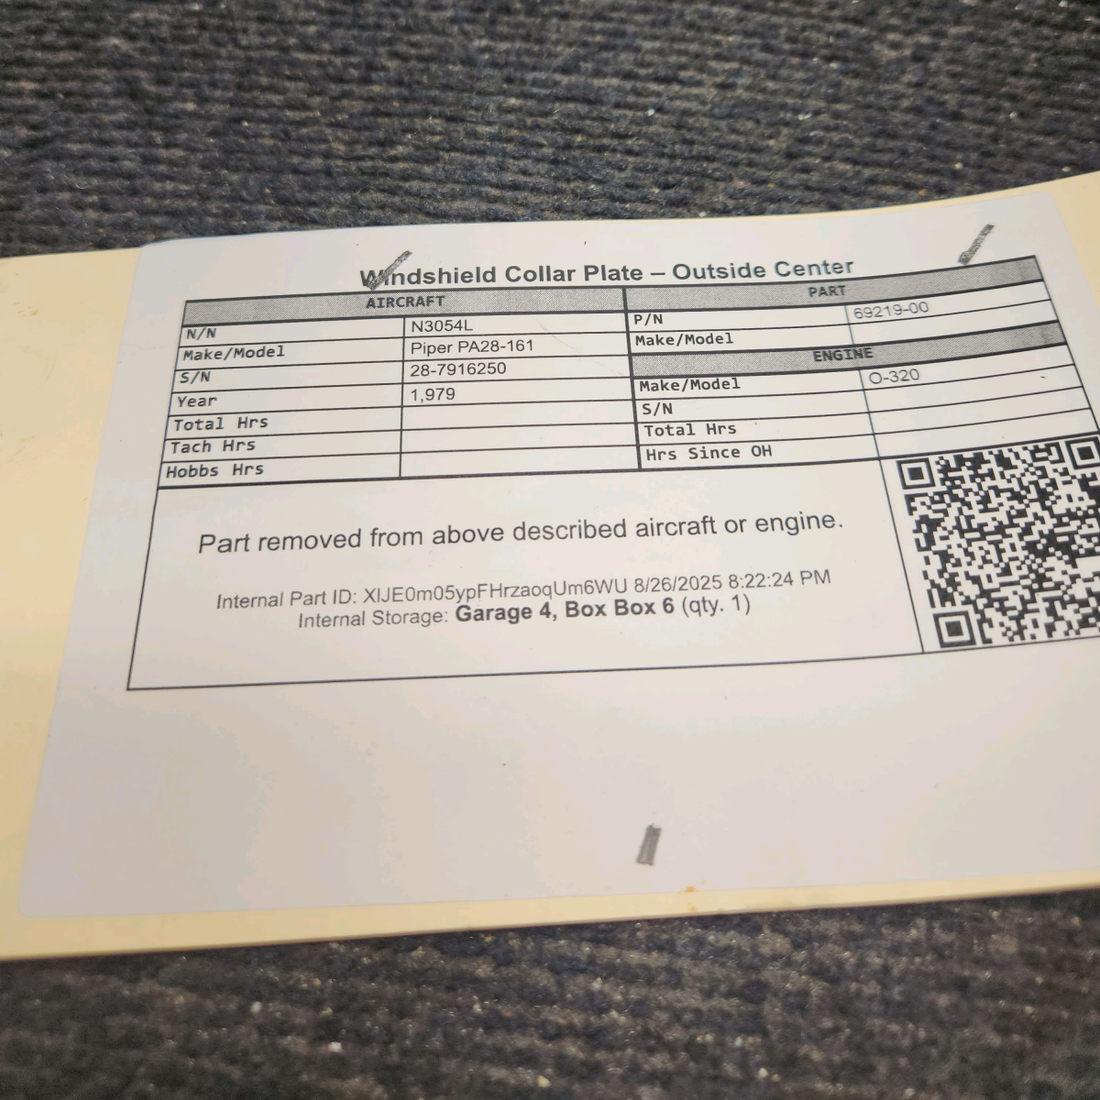 Windshield Collar Plate – Outside Center
AIRCRAFT
N/N N3054L
Make/Model Piper PA28-161
S/N 28-7916250
Year 1,979
Total Hrs
Tach Hrs
Hobbs Hrs
PART
P/N 69219-00
Make/Model
ENGINE
Make/Model O-320
S/N
Total Hrs
Hrs Since OH
Part removed from above described aircraft or engine.
Internal Part ID: XIJE0m05ypFHrzaoqUm6WU 8/26/2025 8:22:24 PM
Internal Storage: Garage 4, Box Box 6 (qty. 1)